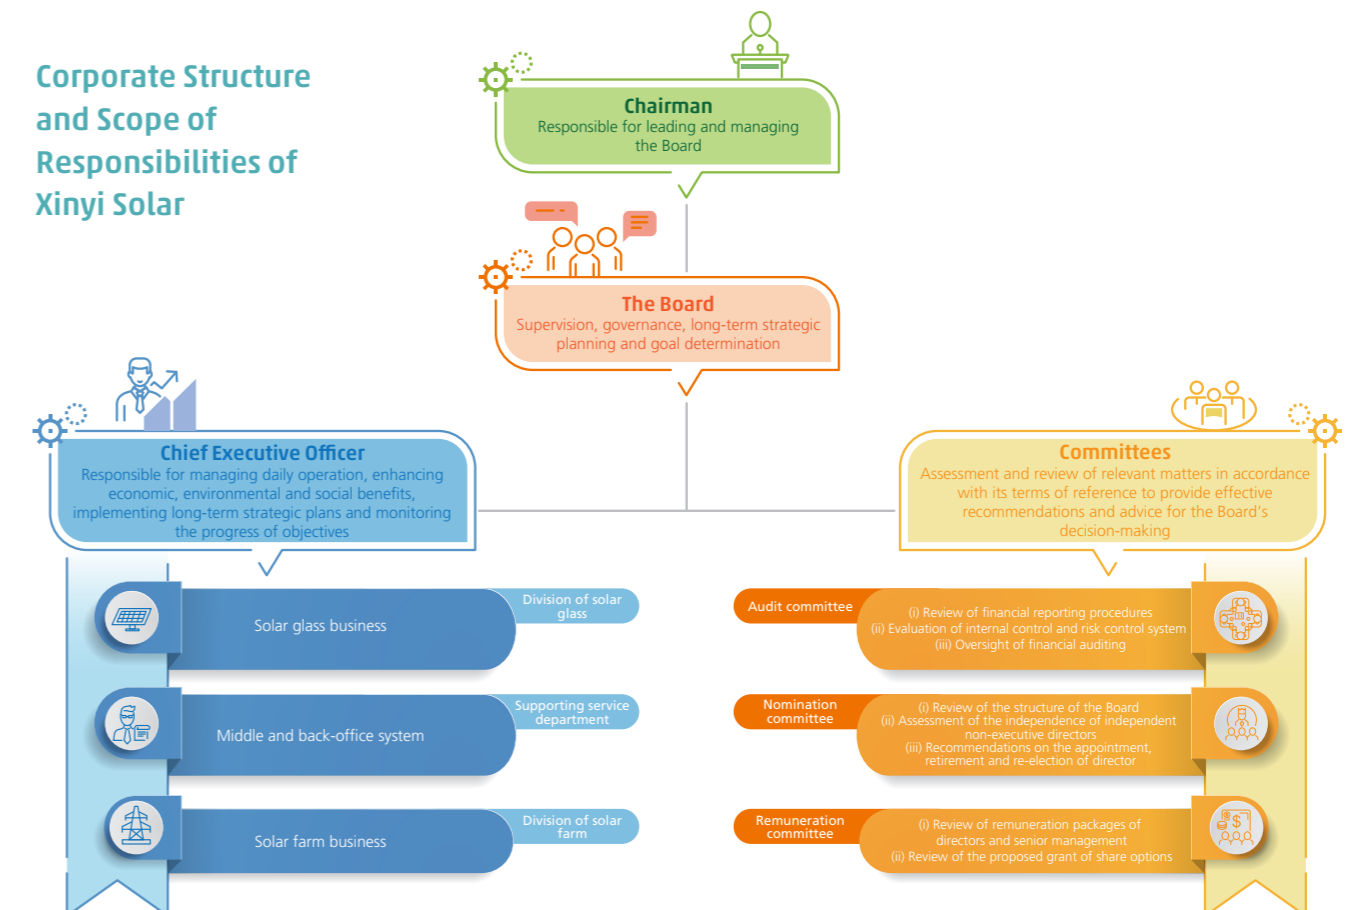 Corporate Structure
and Scope of
Responsibilities of
Xinyi Solar
Chairman
Responsible for leading and managing
the Board
The Board
Supervision, governance, long-term strategic
planning and goal determination
Chief Executive Officer
Responsible for managing daily operation, enhancing
economic, environmental and social benefits,
implementing long-term strategic plans and monitoring
the progress of objectives
Solar glass business
Division of solar
glass
Middle and back-office system
Supporting service
department
Solar farm business
Division of solar
farm
Committees
Assessment and review of relevant matters in accordance
with its terms of reference to provide effective
recommendations and advice for the Board's
decision-making
Audit committee
(i) Review of financial reporting procedures
(ii) Evaluation of internal control and risk control system
(iii) Oversight of financial auditing
Nomination
committee
(i) Review of the structure of the Board
(ii) Assessment of the independence of independent
non-executive directors
(iii) Recommendations on the appointment,
retirement and re-election of director
Remuneration
committee
(i) Review of remuneration packages of
directors and senior management
(ii) Review of the proposed grant of share options